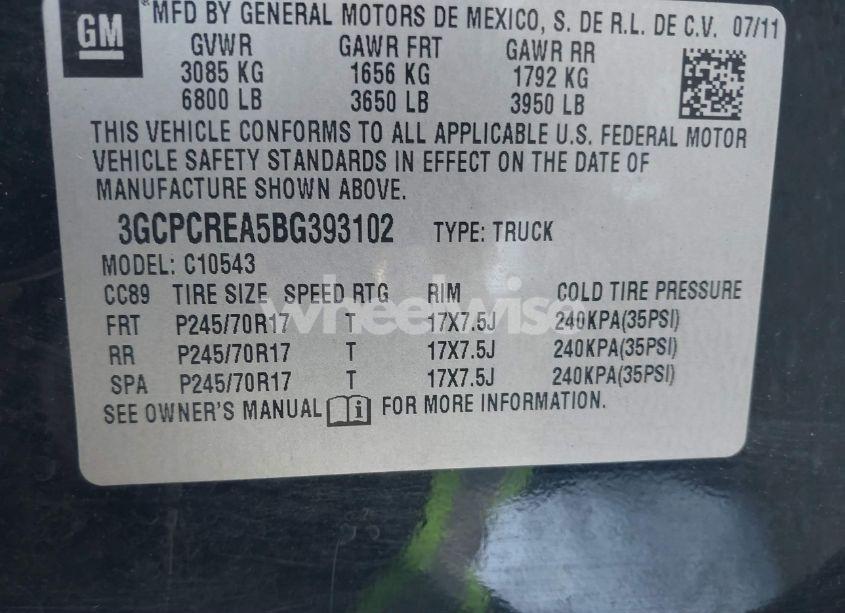 GM
MFD BY GENERAL MOTORS DE MEXICO, S. DE R.L. DE C.V. 07/11
GVWR GAWR FRT GAWR RR
3085 KG 1656 KG 1792 KG
6800 LB 3650 LB 3950 LB
THIS VEHICLE CONFORMS TO ALL APPLICABLE U.S. FEDERAL MOTOR
VEHICLE SAFETY STANDARDS IN EFFECT ON THE DATE OF
MANUFACTURE SHOWN ABOVE.
3GCPCREA5BG393102 TYPE: TRUCK
MODEL: C10543
CC89 TIRE SIZE SPEED RTG RIM COLD TIRE PRESSURE
wheelwise
FRT P245/70R17 T 17X7.5J 240KPA(35PSI)
RR P245/70R17 T 17X7.5J 240KPA(35PSI)
SPA P245/70R17 T 17X7.5J 240KPA(35PSI)
SEE OWNER'S MANUAL i FOR MORE INFORMATION.